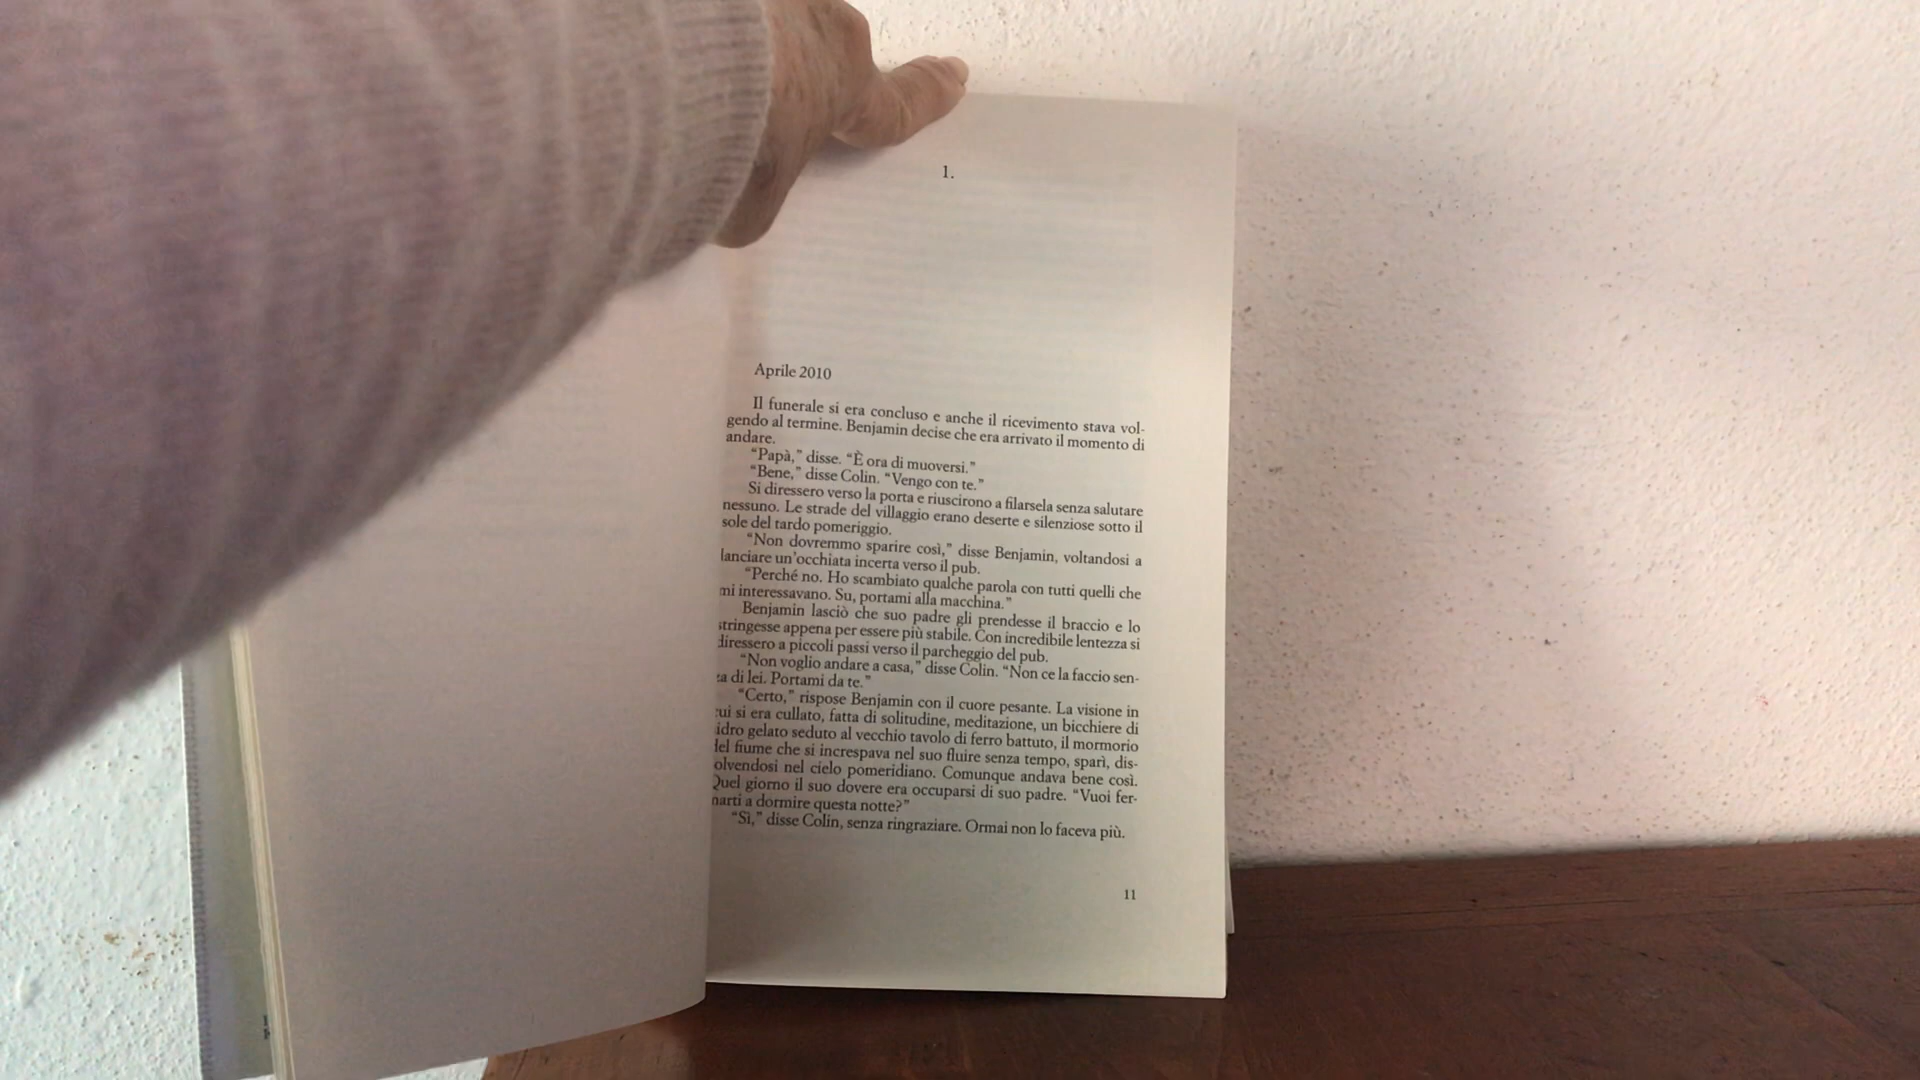 1.
Aprile 2010
Il funerale si era concluso e anche il ricevimento stava vol-
gendo al termine. Benjamin decise che era arrivato il momento di
andare.
“Papà,” disse. “È ora di muoversi.”
“Bene,” disse Colin. “Vengo con te.”
Si diressero verso la porta e riuscirono a filarsela senza salutare
nessuno. Le strade del villaggio erano deserte e silenziose sotto il
sole del tardo pomeriggio.
“Non dovremmo sparire così,” disse Benjamin, voltandosi a
lanciare un’occhiata incerta verso il pub.
“Perché no. Ho scambiato qualche parola con tutti quelli che
mi interessavano. Su, portami alla macchina.”
Benjamin lasciò che suo padre gli prendesse il braccio e lo
stringesse appena per essere più stabile. Con incredibile lentezza si
diressero a piccoli passi verso il parcheggio del pub.
“Non voglio andare a casa,” disse Colin. “Non ce la faccio sen-
za di lei. Portami da te.”
“Certo,” rispose Benjamin con il cuore pesante. La visione in
cui si era cullato, fatta di solitudine, meditazione, un bicchiere di
sidro gelato seduto al vecchio tavolo di ferro battuto, il mormorio
del fiume che si increspava nel suo fluire senza tempo, sparì, dis-
olvendosi nel cielo pomeridiano. Comunque andava bene così.
Quel giorno il suo dovere era occuparsi di suo padre. “Vuoi fer-
marti a dormire questa notte?”
“Sì,” disse Colin, senza ringraziare. Ormai non lo faceva più.
11